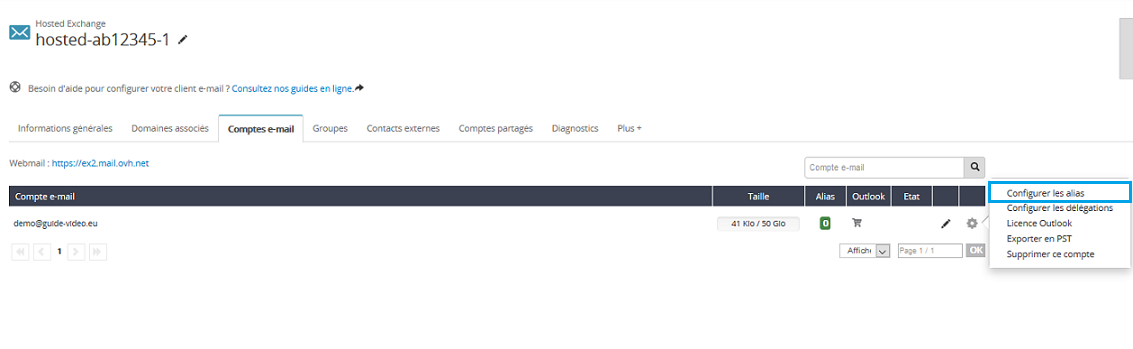 Hosted Exchange
hosted-ab12345-1
Besoin d'aide pour configurer votre client e-mail ? Consultez nos guides en ligne.
Informations générales Domaines associés Comptes e-mail Groupes Contacts externes Comptes partagés Diagnostics Plus +
Webmail : https://ex2.mail.ovh.net
Compte e-mail
Compte e-mail Taille Alias Outlook Etat
demo@guide-video.eu 41 Kio / 50 Gio 0
1 Affiche Page 1 / 1 OK
Configurer les alias
Configurer les délégations
Licence Outlook
Exporter en PST
Supprimer ce compte